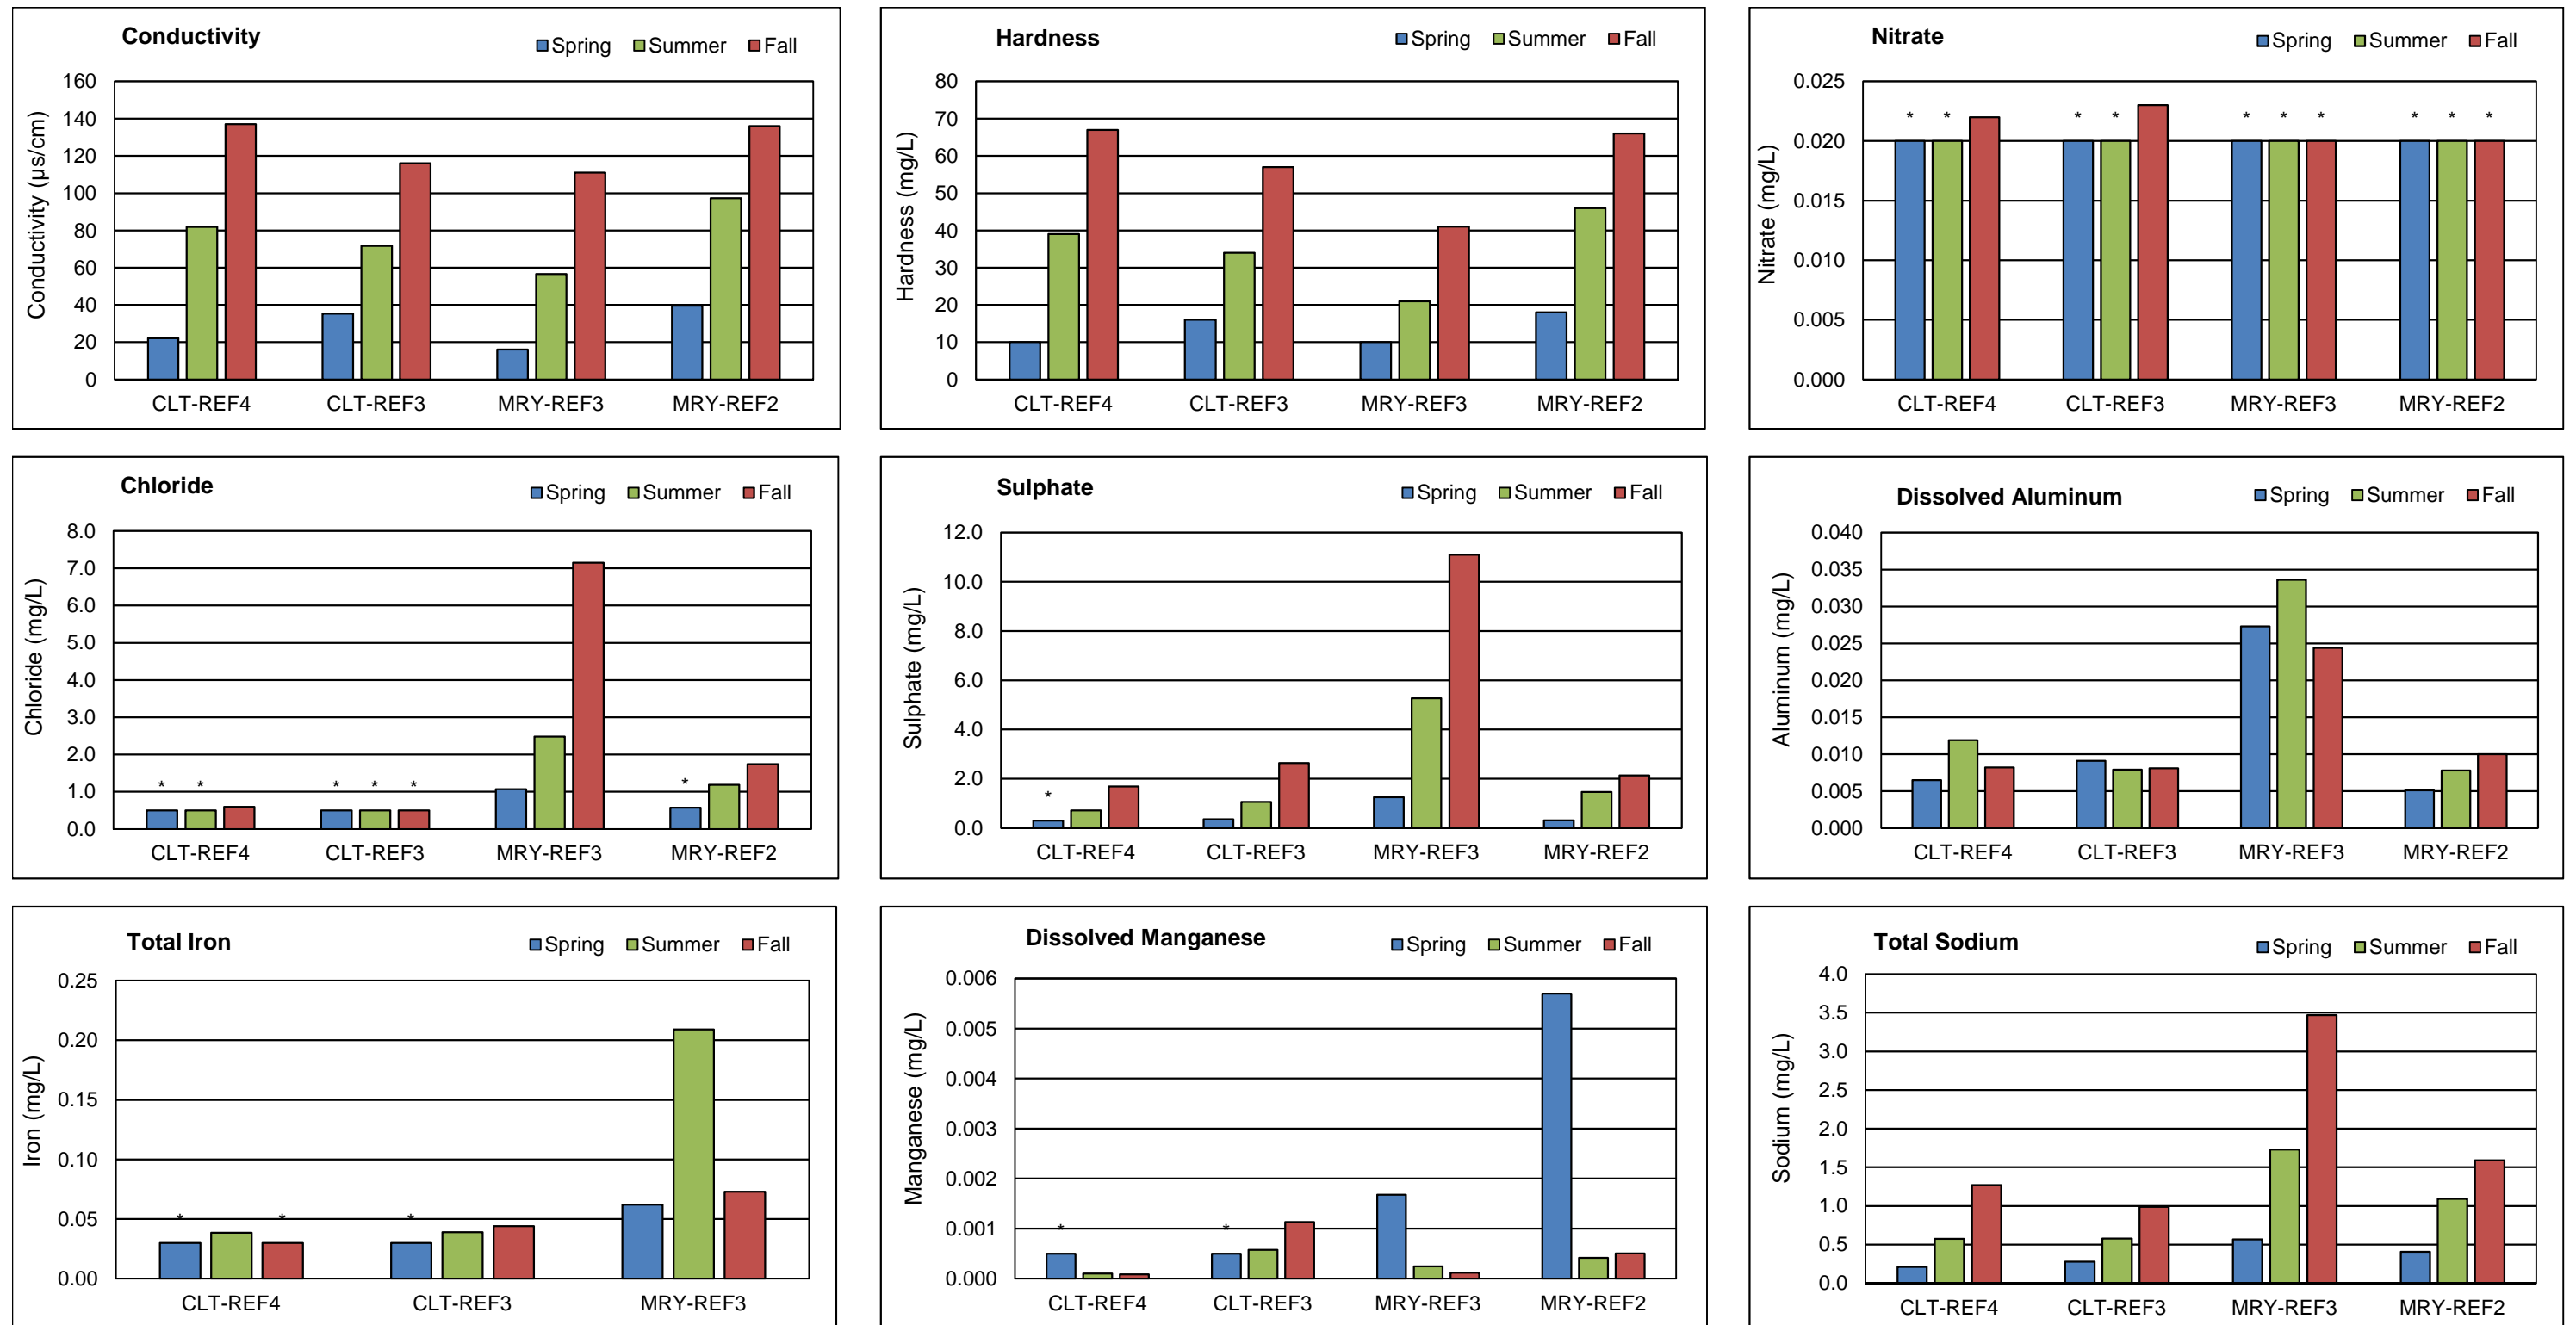 Conductivity
Spring Summer Fall
Conductivity (µs/cm)
160
140
120
100
80
60
40
20
0
CLT-REF4 CLT-REF3 MRY-REF3 MRY-REF2
Hardness
Spring Summer Fall
Hardness (mg/L)
80
70
60
50
40
30
20
10
0
CLT-REF4 CLT-REF3 MRY-REF3 MRY-REF2
Nitrate
Spring Summer Fall
Nitrate (mg/L)
0.025
0.020
0.015
0.010
0.005
0.000
* * * * * * * * * *
CLT-REF4 CLT-REF3 MRY-REF3 MRY-REF2
Chloride
Spring Summer Fall
Chloride (mg/L)
8.0
7.0
6.0
5.0
4.0
3.0
2.0
1.0
0.0
* * * * * *
CLT-REF4 CLT-REF3 MRY-REF3 MRY-REF2
Sulphate
Spring Summer Fall
Sulphate (mg/L)
12.0
10.0
8.0
6.0
4.0
2.0
0.0
*
CLT-REF4 CLT-REF3 MRY-REF3 MRY-REF2
Dissolved Aluminum
Spring Summer Fall
Aluminum (mg/L)
0.040
0.035
0.030
0.025
0.020
0.015
0.010
0.005
0.000
CLT-REF4 CLT-REF3 MRY-REF3 MRY-REF2
Total Iron
Spring Summer Fall
Iron (mg/L)
0.25
0.20
0.15
0.10
0.05
0.00
* * *
CLT-REF4 CLT-REF3 MRY-REF3
Dissolved Manganese
Spring Summer Fall
Manganese (mg/L)
0.006
0.005
0.004
0.003
0.002
0.001
0.000
* *
CLT-REF4 CLT-REF3 MRY-REF3 MRY-REF2
Total Sodium
Spring Summer Fall
Sodium (mg/L)
4.0
3.5
3.0
2.5
2.0
1.5
1.0
0.5
0.0
CLT-REF4 CLT-REF3 MRY-REF3 MRY-REF2